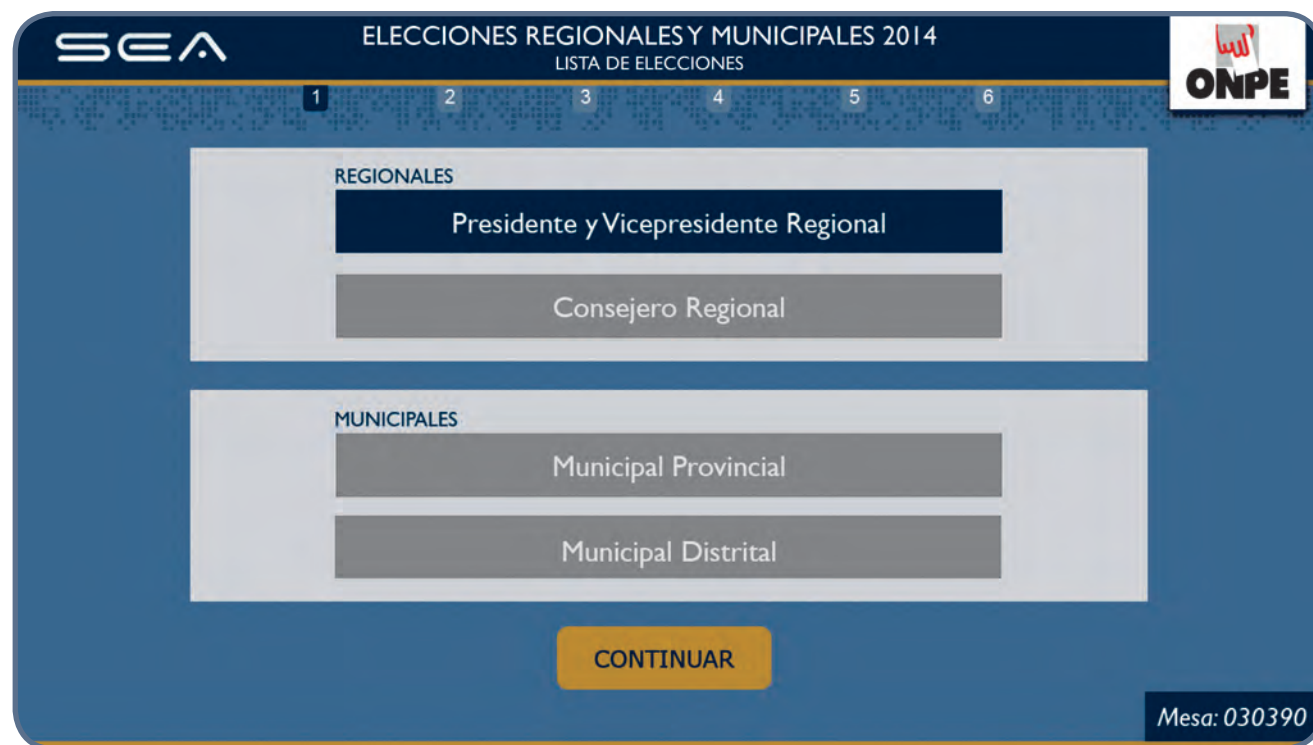 SEA
ELECCIONES REGIONALES Y MUNICIPALES 2014
LISTA DE ELECCIONES
ONPE
1 2 3 4 5 6
REGIONALES
Presidente y Vicepresidente Regional
Consejero Regional
MUNICIPALES
Municipal Provincial
Municipal Distrital
CONTINUAR
Mesa: 030390